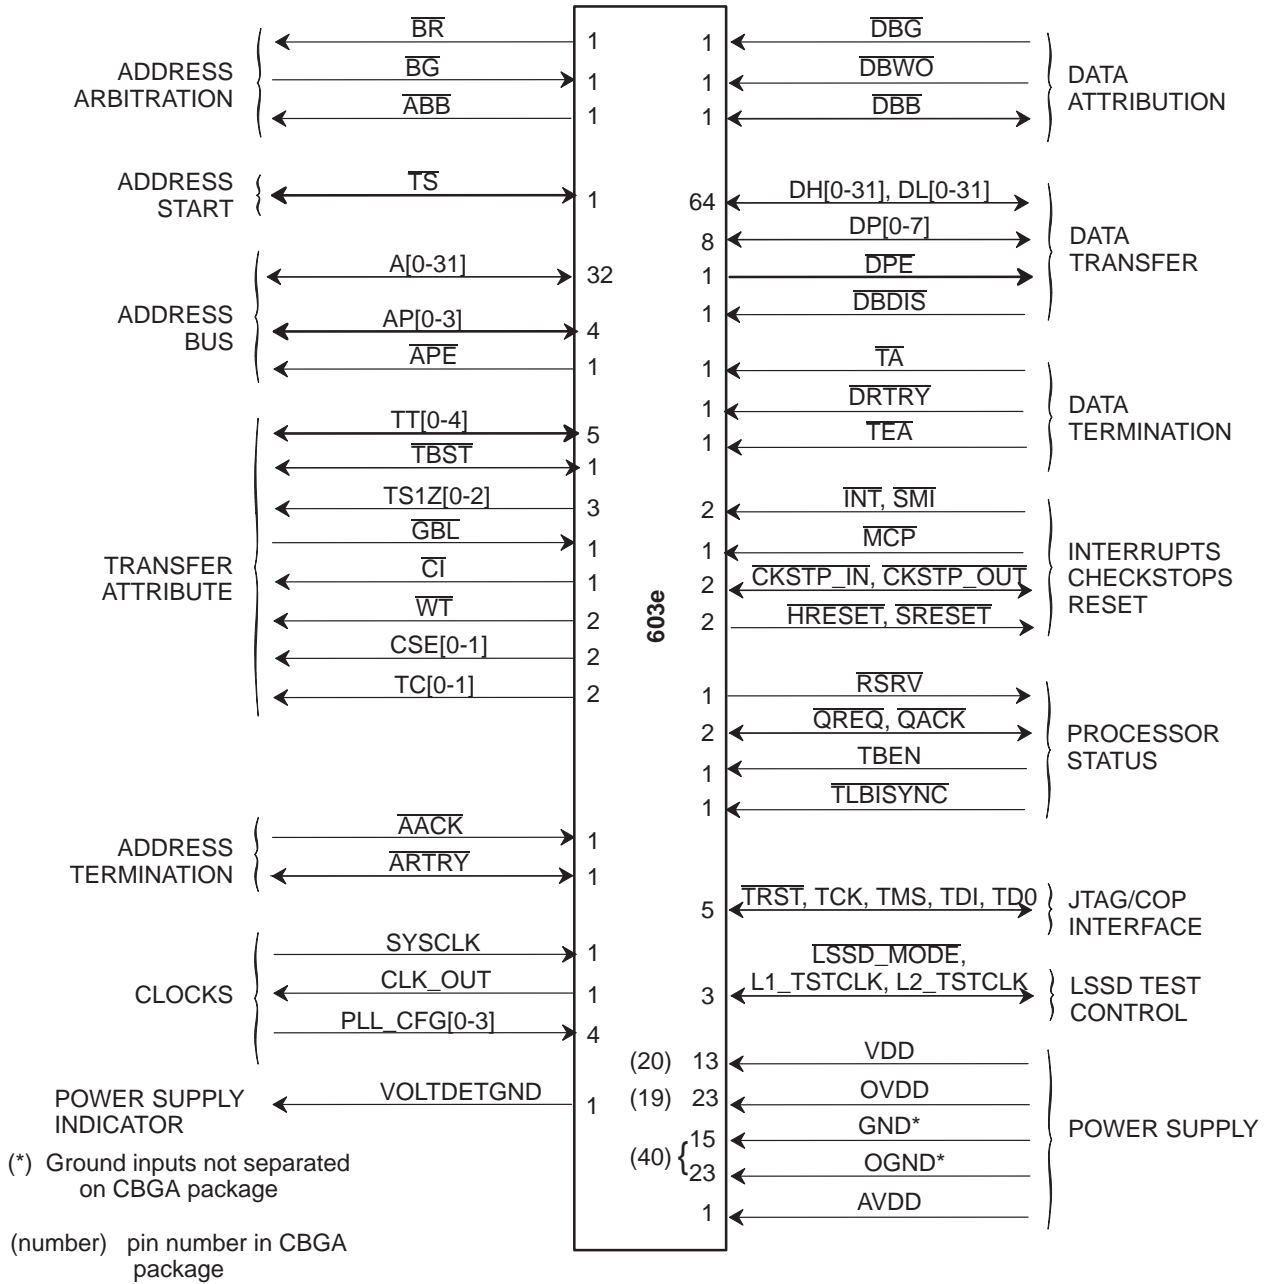 BR
1
BG
1
ABB
1
ADDRESS
ARBITRATION
TS
1
ADDRESS
START
A[0-31]
32
AP[0-3]
4
APE
1
ADDRESS
BUS
TT[0-4]
5
TBST
1
TS1Z[0-2]
3
GBL
1
CI
1
WT
2
CSE[0-1]
2
TC[0-1]
2
TRANSFER
ATTRIBUTE
AACK
1
ARTRY
1
ADDRESS
TERMINATION
SYSCLK
1
CLK_OUT
1
PLL_CFG[0-3]
4
CLOCKS
VOLTDETGND
1
POWER SUPPLY
INDICATOR
(*) Ground inputs not separated
on CBGA package
(number) pin number in CBGA
package
603e
1
DBG
1
DBWO
1
DBB
DATA
ATTRIBUTION
64
DH[0-31], DL[0-31]
8
DP[0-7]
1
DPE
1
DBDIS
DATA
TRANSFER
1
TA
1
DRTRY
1
TEA
DATA
TERMINATION
2
INT, SMI
1
MCP
2
CKSTP_IN, CKSTP_OUT
2
HRESET, SRESET
INTERRUPTS
CHECKSTOPS
RESET
1
RSRV
2
QREQ, QACK
1
TBEN
1
TLBISYNC
PROCESSOR
STATUS
5
TRST, TCK, TMS, TDI, TD0
JTAG/COP
INTERFACE
3
LSSD_MODE,
L1_TSTCLK, L2_TSTCLK
LSSD TEST
CONTROL
(20) 13
VDD
(19) 23
OVDD
(40) {
15
GND*
23
OGND*
1
AVDD
POWER SUPPLY